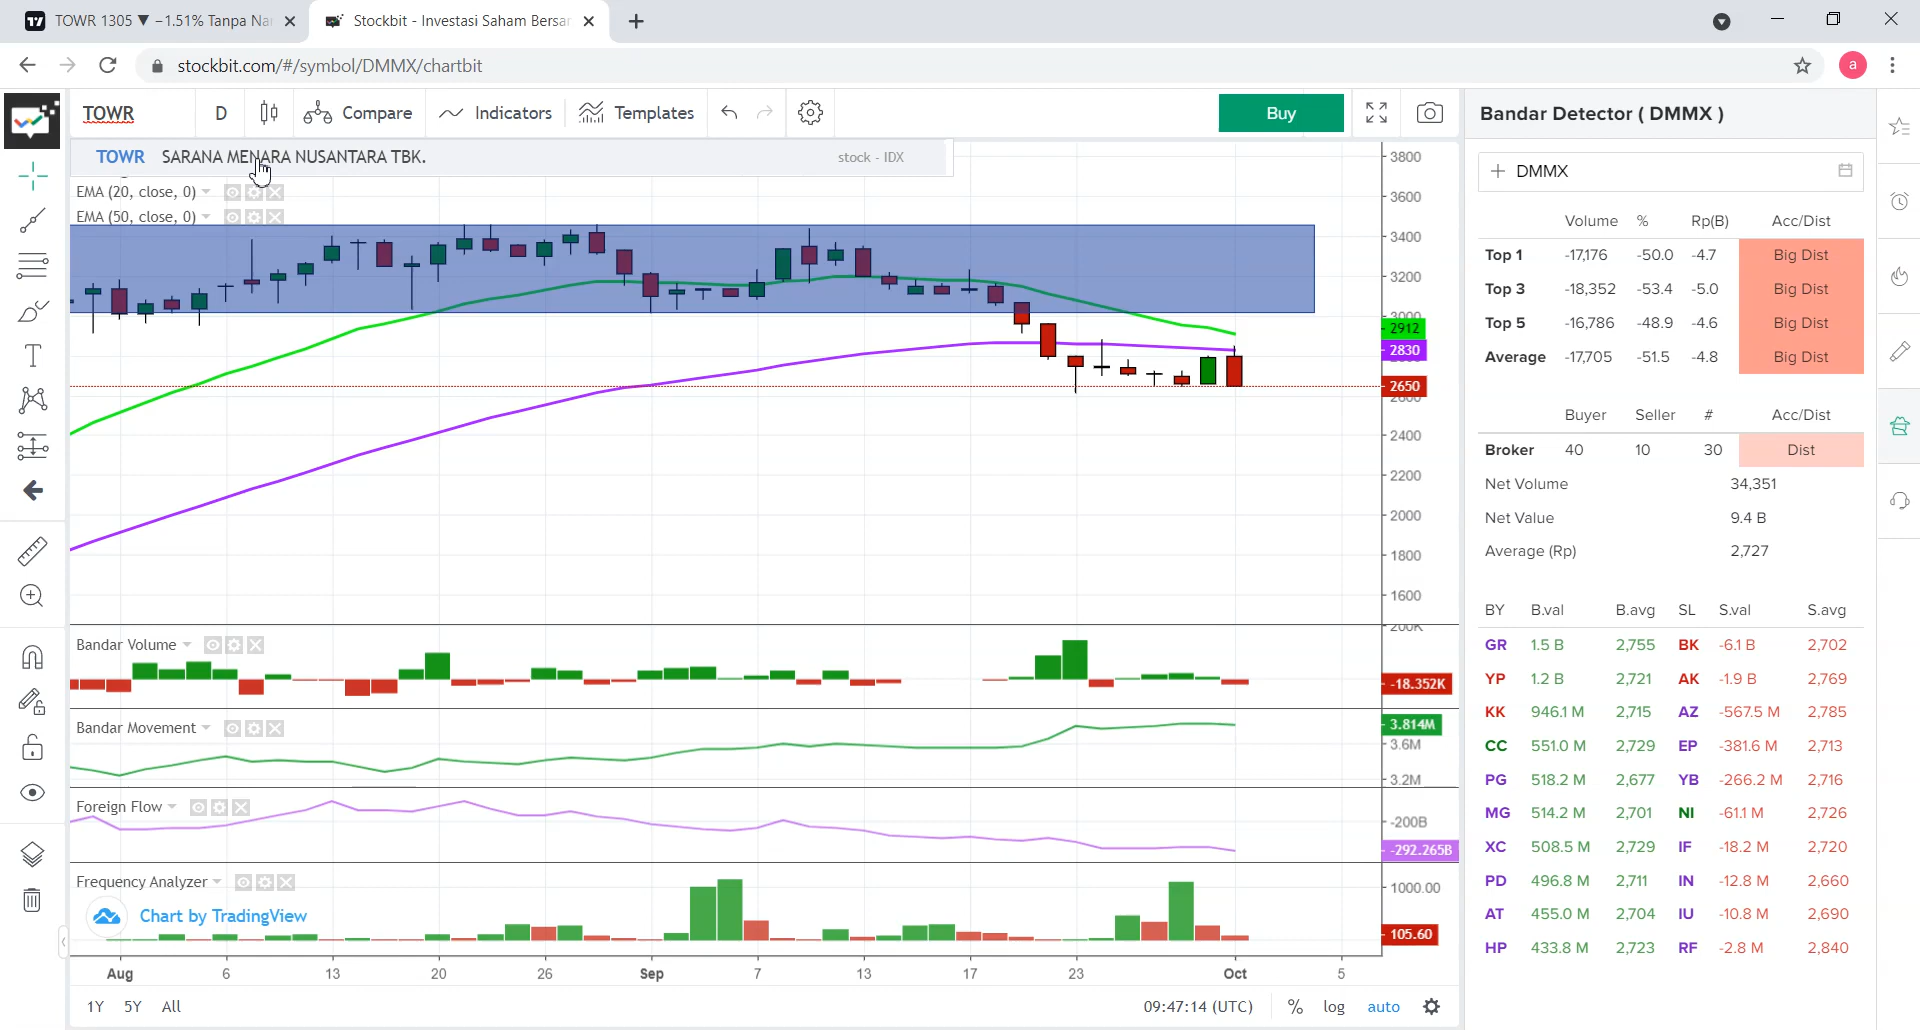 TOWR 1305 ▼ −1.51% Tanpa Na
Stockbit - Investasi Saham Bersar
stockbit.com/#/symbol/DMMX/chartbit
a
TOWR
D
Compare
Indicators
Templates
Buy
TOWR SARANA MENARA NUSANTARA TBK. stock - IDX
EMA (20, close, 0)
EMA (50, close, 0)
3800
3600
3400
3200
3000
2912
2830
2650
2600
2400
2200
2000
1800
1600
Bandar Volume
200K
-18.352K
Bandar Movement
3.814M
3.6M
3.2M
Foreign Flow
-200B
-292.265B
Frequency Analyzer
1000.00
105.60
Chart by TradingView
Aug 6 13 20 26 Sep 7 13 17 23 Oct 5
1Y 5Y All
09:47:14 (UTC) % log auto
Bandar Detector ( DMMX )
DMMX
Volume % Rp(B) Acc/Dist
Top 1 -17,176 -50.0 -4.7 Big Dist
Top 3 -18,352 -53.4 -5.0 Big Dist
Top 5 -16,786 -48.9 -4.6 Big Dist
Average -17,705 -51.5 -4.8 Big Dist
Buyer Seller # Acc/Dist
Broker 40 10 30 Dist
Net Volume 34,351
Net Value 9.4 B
Average (Rp) 2,727
BY B.val B.avg SL S.val S.avg
GR 1.5 B 2,755 BK -6.1 B 2,702
YP 1.2 B 2,721 AK -1.9 B 2,769
KK 946.1 M 2,715 AZ -567.5 M 2,785
CC 551.0 M 2,729 EP -381.6 M 2,713
PG 518.2 M 2,677 YB -266.2 M 2,716
MG 514.2 M 2,701 NI -61.1 M 2,726
XC 508.5 M 2,729 IF -18.2 M 2,720
PD 496.8 M 2,711 IN -12.8 M 2,660
AT 455.0 M 2,704 IU -10.8 M 2,690
HP 433.8 M 2,723 RF -2.8 M 2,840